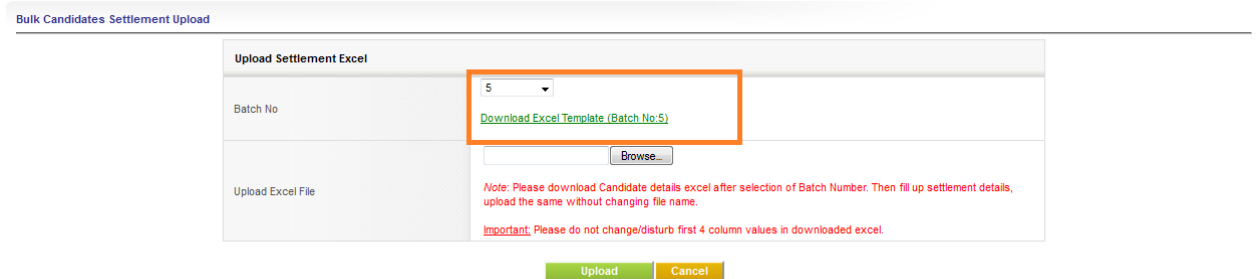 Bulk Candidates Settlement Upload
Upload Settlement Excel
Batch No
5
Download Excel Template (Batch No:5)
Upload Excel File
Browse...
Note: Please download Candidate details excel after selection of Batch Number. Then fill up settlement details,
upload the same without changing file name.
Important: Please do not change/disturb first 4 column values in downloaded excel.
Upload
Cancel